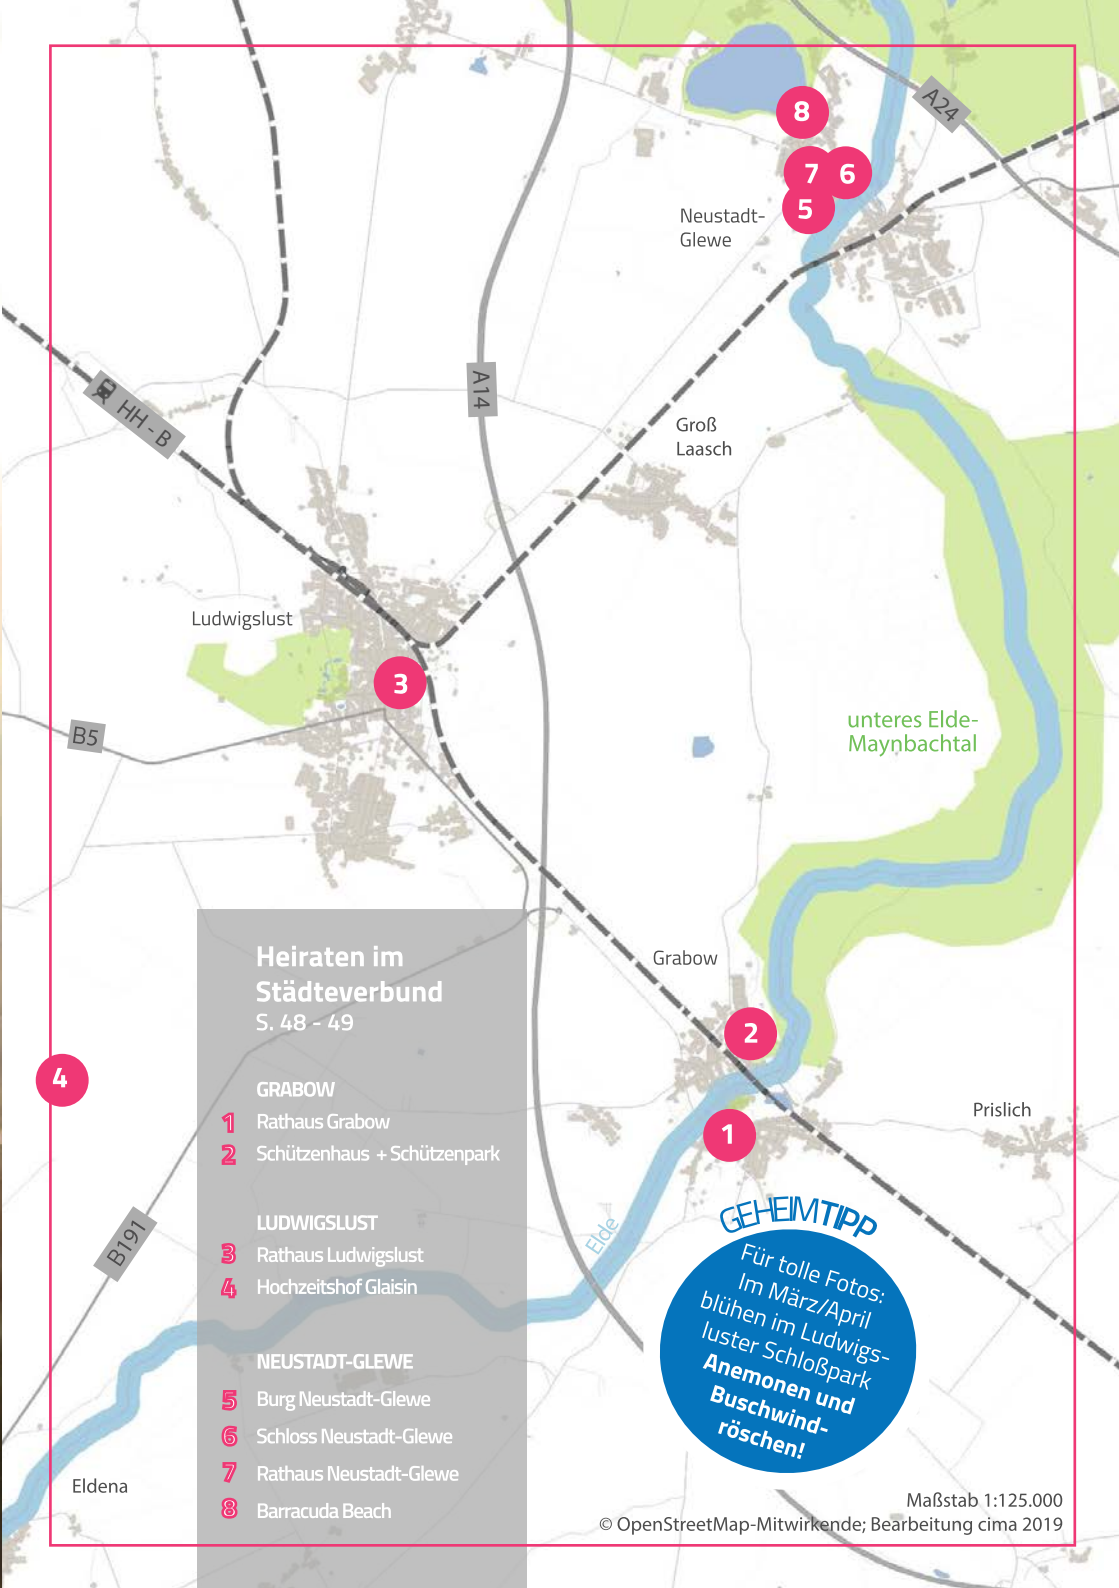 8
A24
7
6
5
Neustadt-
Glewe
A14
HH - B
Groß
Laasch
Ludwigslust
3
B5
unteres Elde-
Maynbachtal
Grabow
2
4
Prislich
1
B191
Elde
Eldena
Heiraten im
Städteverbund
S. 48 - 49
GRABOW
1 Rathaus Grabow
2 Schützenhaus + Schützenpark
LUDWIGSLUST
3 Rathaus Ludwigslust
4 Hochzeitshof Glaisin
NEUSTADT-GLEWE
5 Burg Neustadt-Glewe
6 Schloss Neustadt-Glewe
7 Rathaus Neustadt-Glewe
8 Barracuda Beach
GEHEIMTIPP
Für tolle Fotos:
Im März/April
blühen im Ludwigs-
luster Schloßpark
Anemonen und
Buschwind-
röschen!
Maßstab 1:125.000
© OpenStreetMap-Mitwirkende; Bearbeitung cima 2019